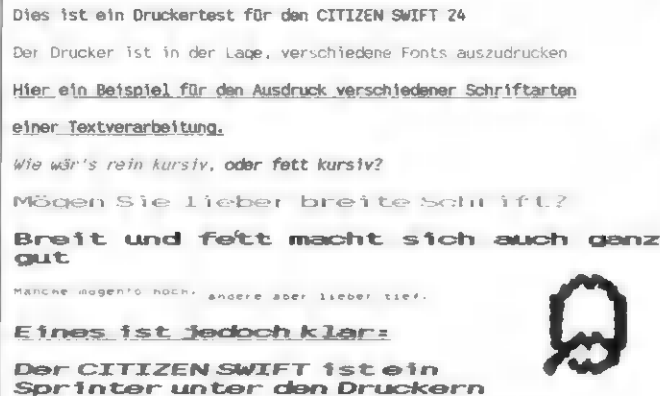 Dies ist ein Druckertest für den CITIZEN SWIFT 24
Der Drucker ist in der Lage, verschiedene Fonts auszudrucken
Hier ein Beispiel für den Ausdruck verschiedener Schriftarten
einer Textverarbeitung.
Wie wär's rein kursiv, oder fett kursiv?
Mögen Sie lieber breite Schrift?
Breit und fett macht sich auch ganz
gut
Manche mögen's hoch, andere aber lieber tief.
Eines ist jedoch klar:
Der CITIZEN SWIFT ist ein
Sprinter unter den Druckern